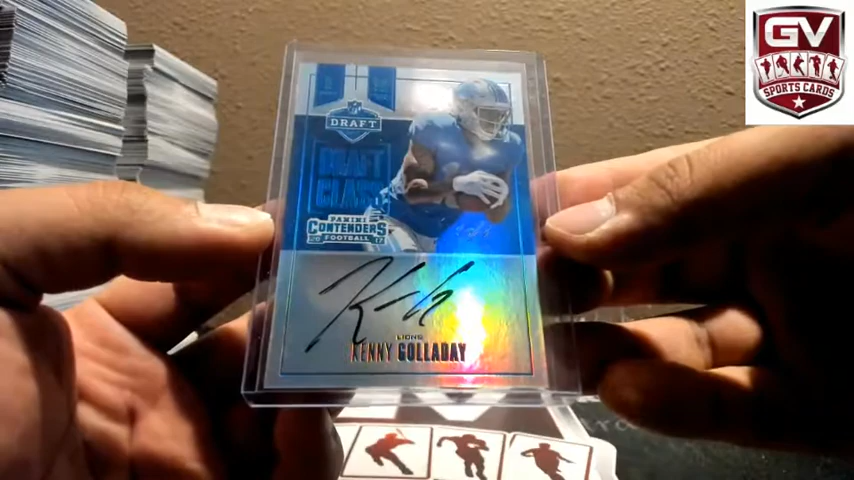 GV
SPORTS CARDS
DRAFT
DRAFT
CLASS
PANINI
CONTENDERS
FOOTBALL
LIONS
KENNY GOLLADAY